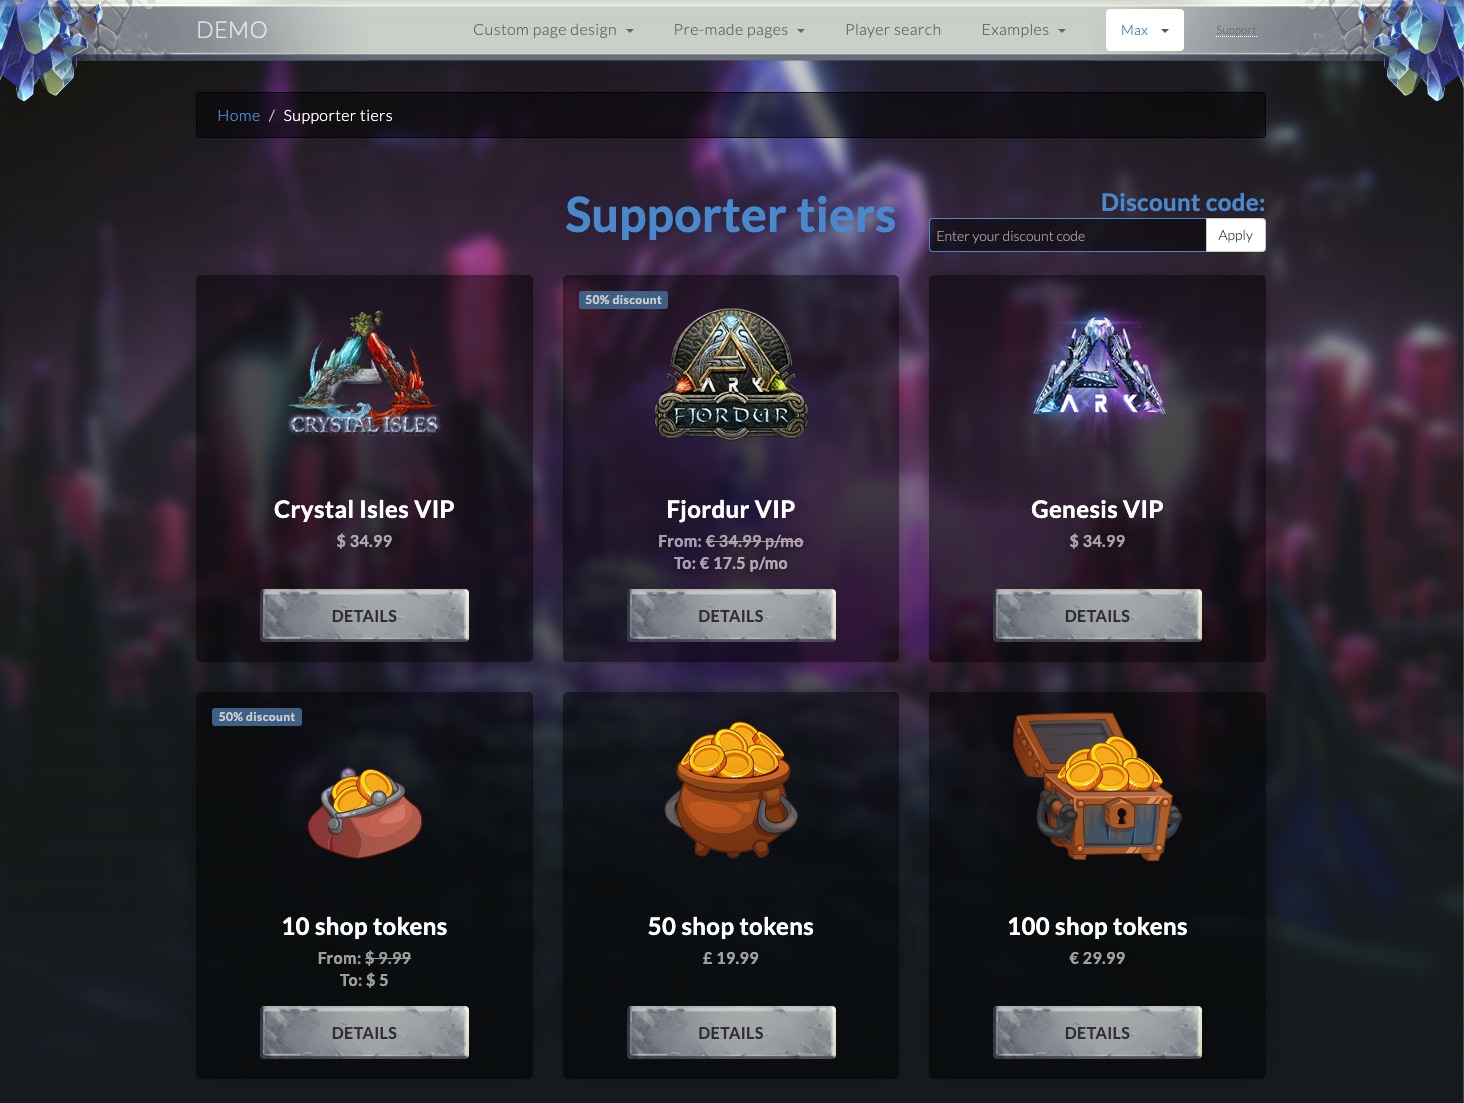 DEMO
Custom page design
Pre-made pages
Player search
Examples
Max
Support
Home / Supporter tiers
Supporter tiers
Discount code:
Enter your discount code
Apply
CRYSTAL ISLES
Crystal Isles VIP
$ 34.99
DETAILS
50% discount
ARK
FJORDUR
Fjordur VIP
From: € 34.99 p/mo
To: € 17.5 p/mo
DETAILS
ARK
Genesis VIP
$ 34.99
DETAILS
50% discount
10 shop tokens
From: $ 9.99
To: $ 5
DETAILS
50 shop tokens
£ 19.99
DETAILS
100 shop tokens
€ 29.99
DETAILS